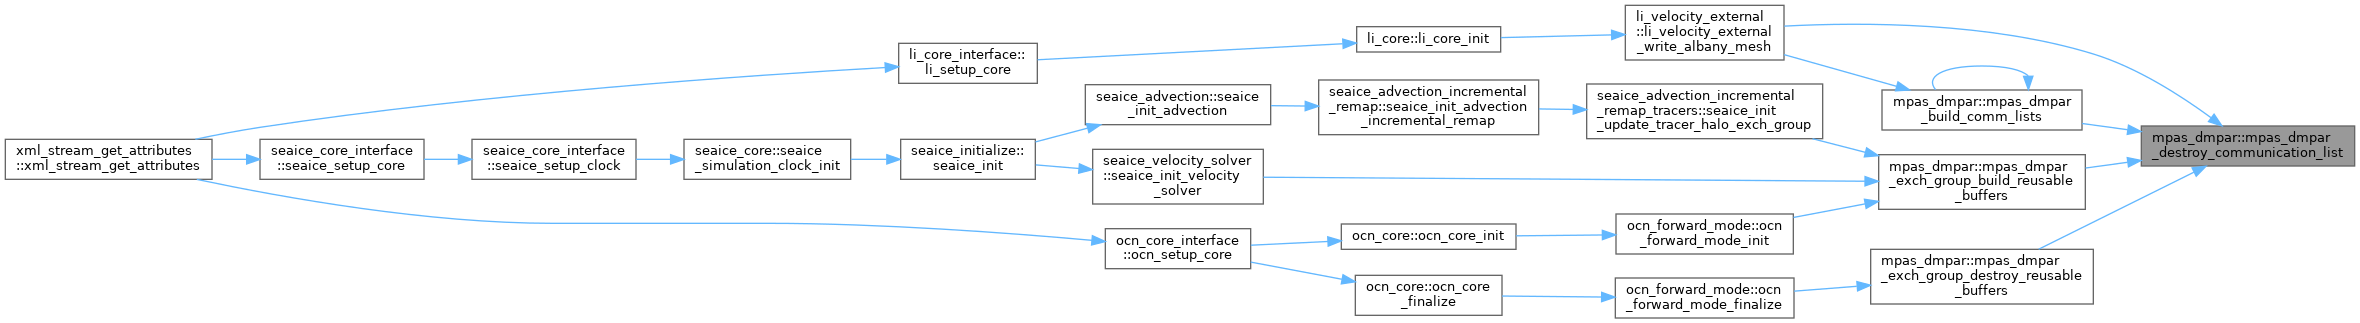 xml_stream_get_attributes
::xml_stream_get_attributes
seaice_core_interface
::seaice_setup_core
seaice_core_interface
::seaice_setup_clock
seaice_core::seaice
_simulation_clock_init
li_core_interface::
li_setup_core
seaice_initialize::
seaice_init
seaice_advection::seaice
_init_advection
seaice_velocity_solver
::seaice_init_velocity
_solver
ocn_core_interface
::ocn_setup_core
li_core::li_core_init
seaice_advection_incremental
_remap::seaice_init_advection
_incremental_remap
ocn_core::ocn_core_init
ocn_core::ocn_core
_finalize
li_velocity_external
::li_velocity_external
_write_albany_mesh
seaice_advection_incremental
_remap_tracers::seaice_init
_update_tracer_halo_exch_group
ocn_forward_mode::ocn
_forward_mode_init
ocn_forward_mode::ocn
_forward_mode_finalize
mpas_dmpar::mpas_dmpar
_build_comm_lists
mpas_dmpar::mpas_dmpar
_exch_group_build_reusable
_buffers
mpas_dmpar::mpas_dmpar
_exch_group_destroy_reusable
_buffers
mpas_dmpar::mpas_dmpar
_destroy_communication_list